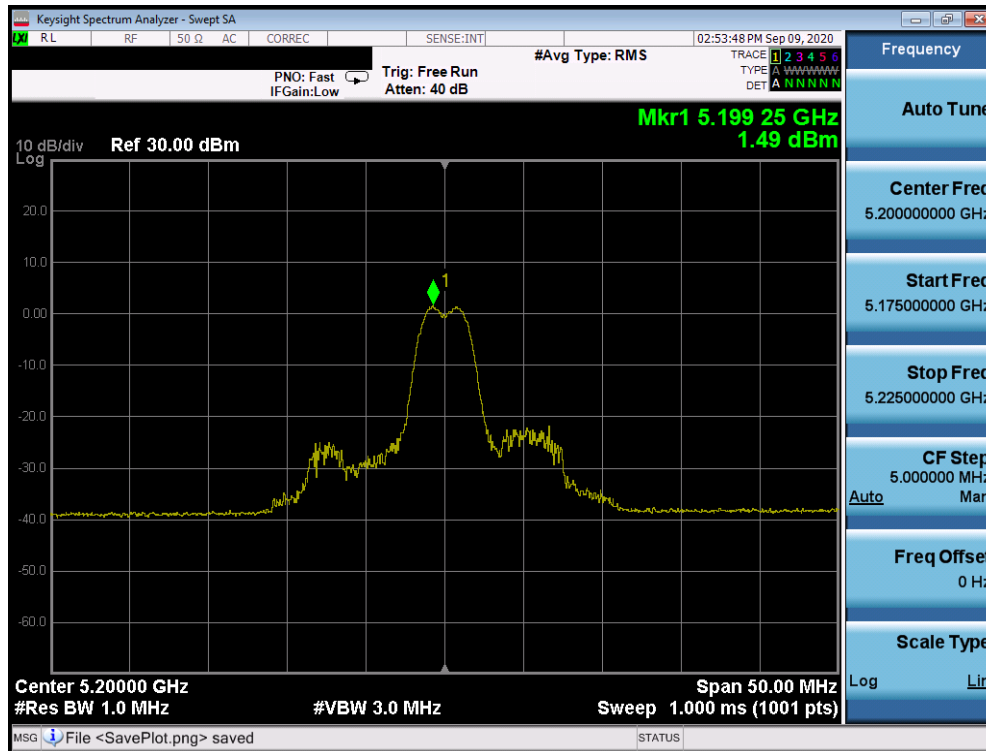 Keysight Spectrum Analyzer - Swept SA
LXI RL RF 50 Ω AC CORREC SENSE:INT 02:53:48 PM Sep 09, 2020
#Avg Type: RMS TRACE 1 2 3 4 5 6
PNO: Fast Trig: Free Run TYPE A WWWWW
IFGain:Low Atten: 40 dB DET A N N N N N
Mkr1 5.199 25 GHz
1.49 dBm
10 dB/div Ref 30.00 dBm
Log
20.0
10.0
1
0.00
-10.0
-20.0
-30.0
-40.0
-50.0
-60.0
Center 5.20000 GHz Span 50.00 MHz
#Res BW 1.0 MHz #VBW 3.0 MHz Sweep 1.000 ms (1001 pts)
MSG File <SavePlot.png> saved STATUS
Frequency
Auto Tune
Center Freq
5.200000000 GHz
Start Freq
5.175000000 GHz
Stop Freq
5.225000000 GHz
CF Step
5.000000 MHz
Auto Man
Freq Offset
0 Hz
Scale Type
Log Lin